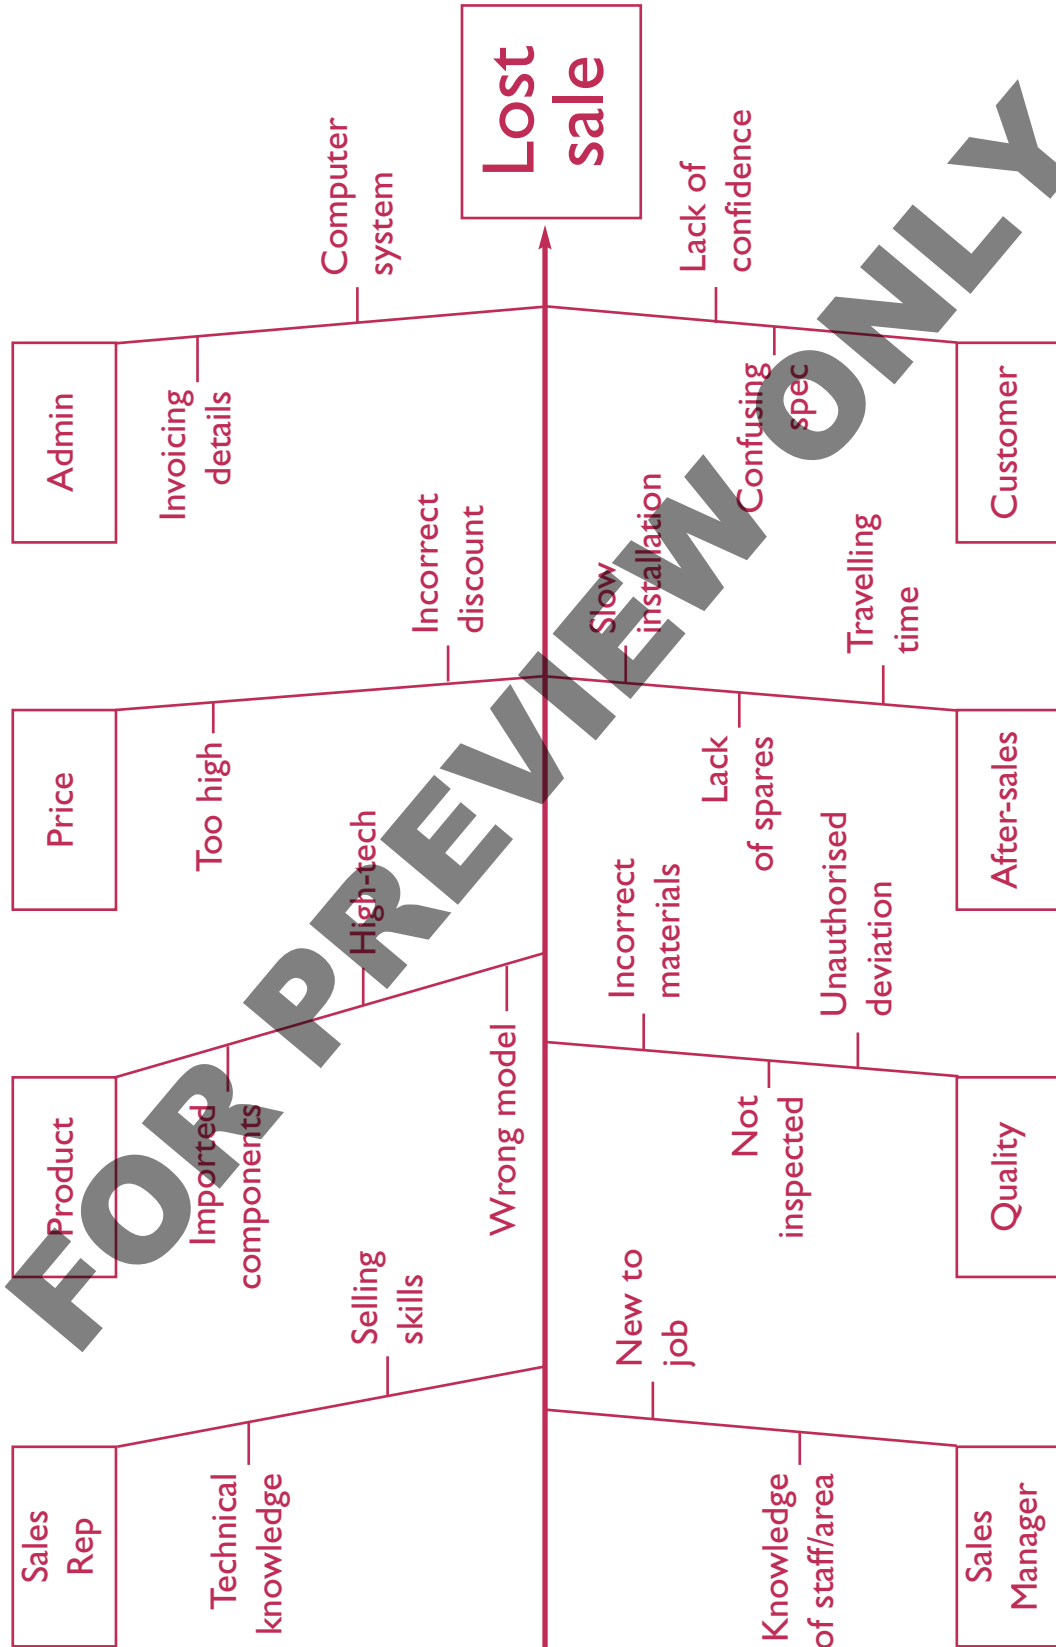 Sales
Rep
Product
Price
Admin
Technical
knowledge
Selling
skills
Imported
components
High-tech
Wrong model
Too high
Incorrect
discount
Invoicing
details
Computer
system
Lost
sale
New to
job
Knowledge
of staff/area
Incorrect
materials
Not
inspected
Unauthorised
deviation
Slow
installation
Lack
of spares
Travelling
time
Lack of
confidence
Confusing
spec
Sales
Manager
Quality
After-sales
Customer
FOR PREVIEW ONLY